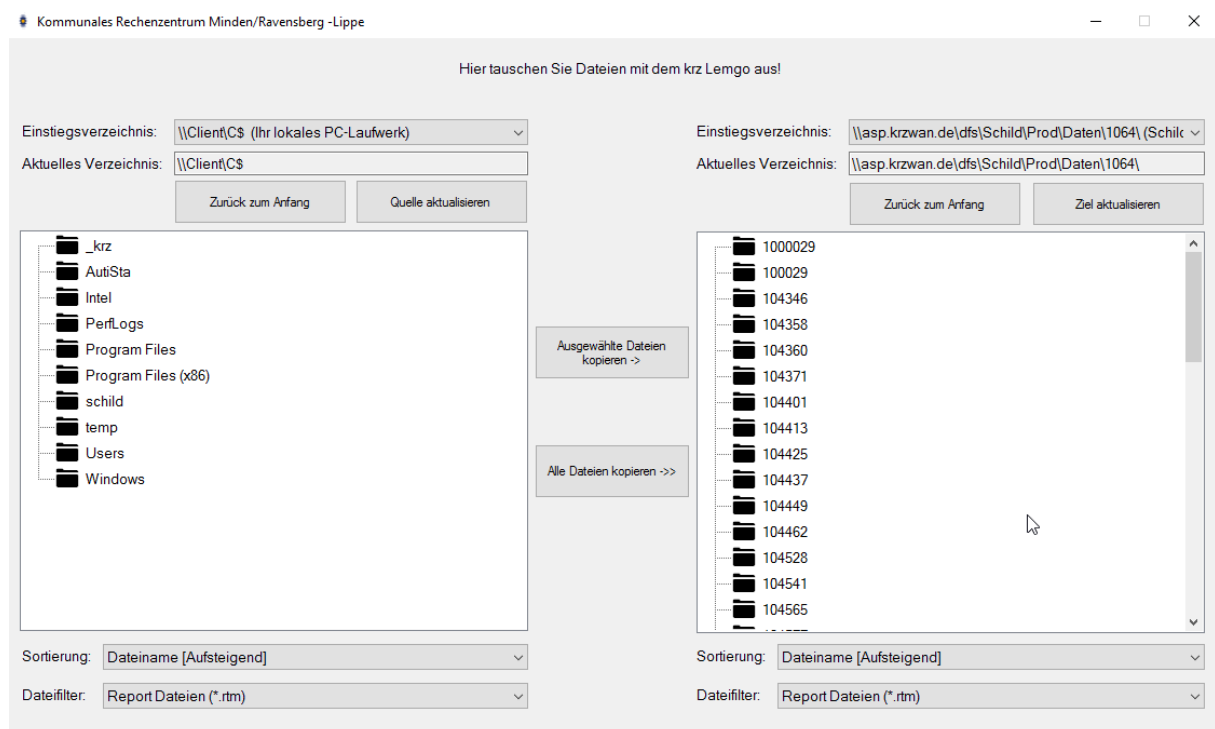 Kommunales Rechenzentrum Minden/Ravensberg -Lippe
Hier tauschen Sie Dateien mit dem krz Lemgo aus!
Einstiegsverzeichnis:
\\Client\C$ (Ihr lokales PC-Laufwerk)
Aktuelles Verzeichnis:
\\Client\C$
Zurück zum Anfang
Quelle aktualisieren
_krz
AutiSta
Intel
PerfLogs
Program Files
Program Files (x86)
schild
temp
Users
Windows
Sortierung:
Dateiname [Aufsteigend]
Dateifilter:
Report Dateien (*.rtm)
Ausgewählte Dateien
kopieren ->
Alle Dateien kopieren ->>
Einstiegsverzeichnis:
\\asp.krzwan.de\dfs\Schild\Prod\Daten\1064\ (Schilc
Aktuelles Verzeichnis:
\\asp.krzwan.de\dfs\Schild\Prod\Daten\1064\
Zurück zum Anfang
Ziel aktualisieren
1000029
100029
104346
104358
104360
104371
104401
104413
104425
104437
104449
104462
104528
104541
104565
Sortierung:
Dateiname [Aufsteigend]
Dateifilter:
Report Dateien (*.rtm)